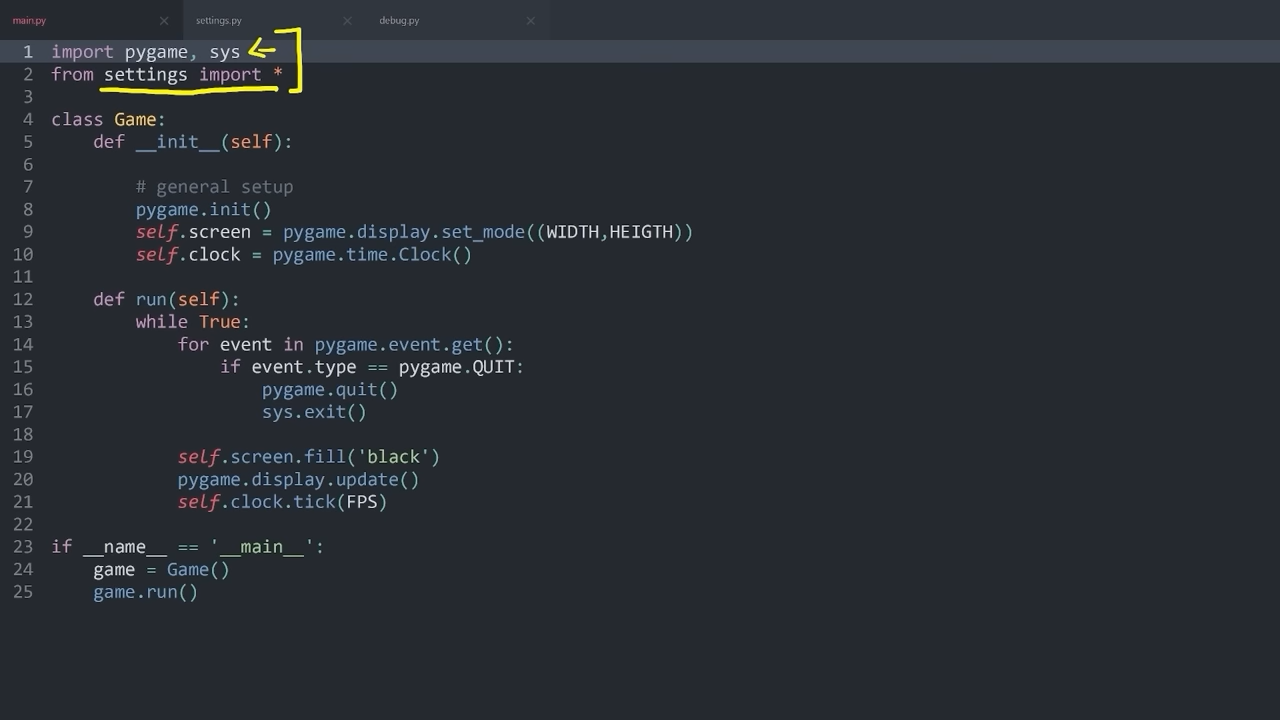 main.py
settings.py
debug.py
1 import pygame, sys
2 from settings import *
3
4 class Game:
5 def __init__(self):
6
7 # general setup
8 pygame.init()
9 self.screen = pygame.display.set_mode((WIDTH,HEIGTH))
10 self.clock = pygame.time.Clock()
11
12 def run(self):
13 while True:
14 for event in pygame.event.get():
15 if event.type == pygame.QUIT:
16 pygame.quit()
17 sys.exit()
18
19 self.screen.fill('black')
20 pygame.display.update()
21 self.clock.tick(FPS)
22
23 if __name__ == '__main__':
24 game = Game()
25 game.run()